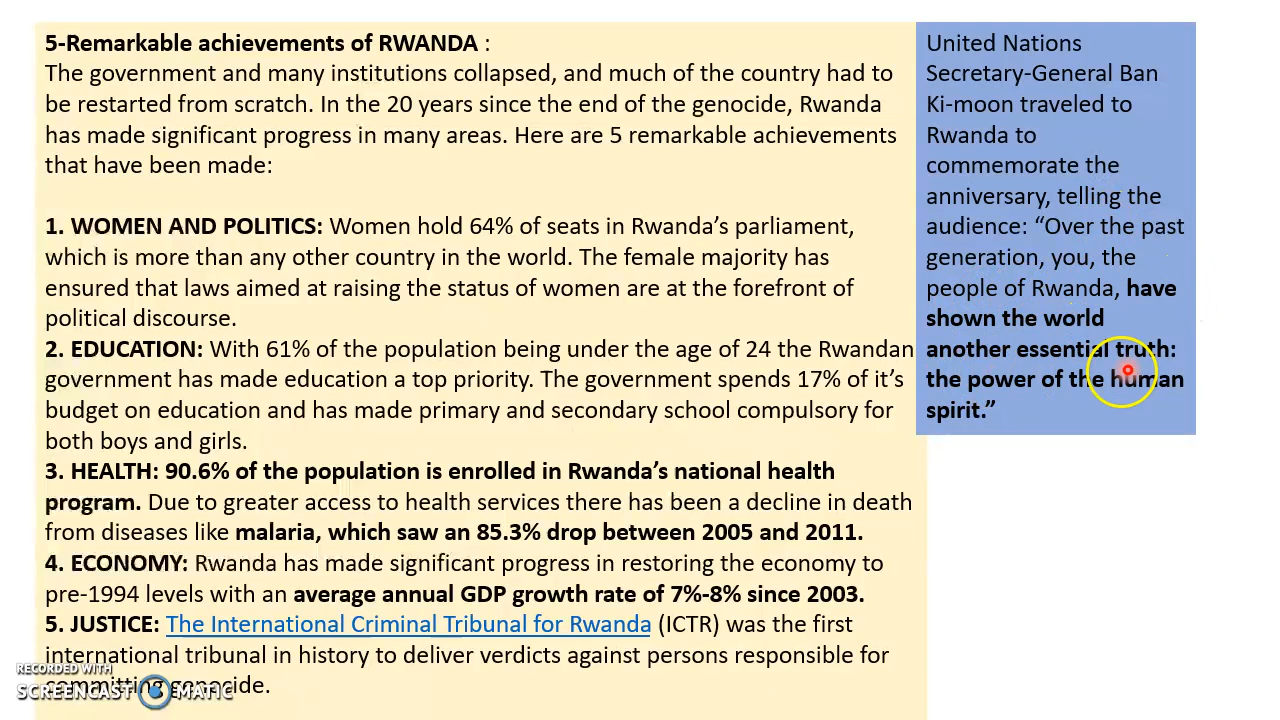 5-Remarkable achievements of RWANDA :
The government and many institutions collapsed, and much of the country had to
be restarted from scratch. In the 20 years since the end of the genocide, Rwanda
has made significant progress in many areas. Here are 5 remarkable achievements
that have been made:
1. WOMEN AND POLITICS: Women hold 64% of seats in Rwanda’s parliament,
which is more than any other country in the world. The female majority has
ensured that laws aimed at raising the status of women are at the forefront of
political discourse.
2. EDUCATION: With 61% of the population being under the age of 24 the Rwandan
government has made education a top priority. The government spends 17% of it’s
budget on education and has made primary and secondary school compulsory for
both boys and girls.
3. HEALTH: 90.6% of the population is enrolled in Rwanda’s national health
program. Due to greater access to health services there has been a decline in death
from diseases like malaria, which saw an 85.3% drop between 2005 and 2011.
4. ECONOMY: Rwanda has made significant progress in restoring the economy to
pre-1994 levels with an average annual GDP growth rate of 7%-8% since 2003.
5. JUSTICE: The International Criminal Tribunal for Rwanda (ICTR) was the first
international tribunal in history to deliver verdicts against persons responsible for
committing genocide.
United Nations
Secretary-General Ban
Ki-moon traveled to
Rwanda to
commemorate the
anniversary, telling the
audience: “Over the past
generation, you, the
people of Rwanda, have
shown the world
another essential truth:
the power of the human
spirit.”
RECORDED WITH
SCREENCAST MATIC